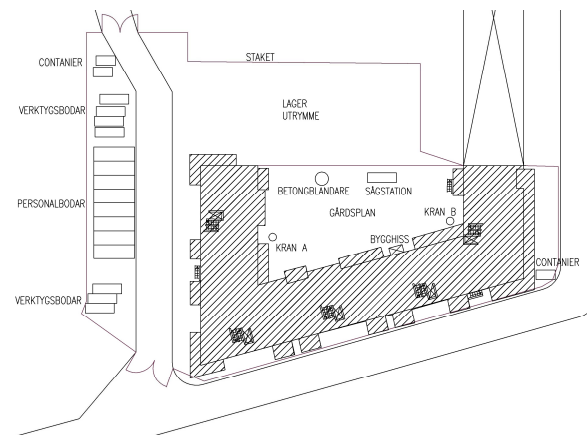 STAKET
CONTANIER
LAGER
UTRYMME
VERKTYGSBODAR
BETONGBLANDARE
SÅGSTATION
PERSONALBODAR
GÅRDSPLAN
KRAN B
BYGGHISS
KRAN A
CONTANIER
VERKTYGSBODAR